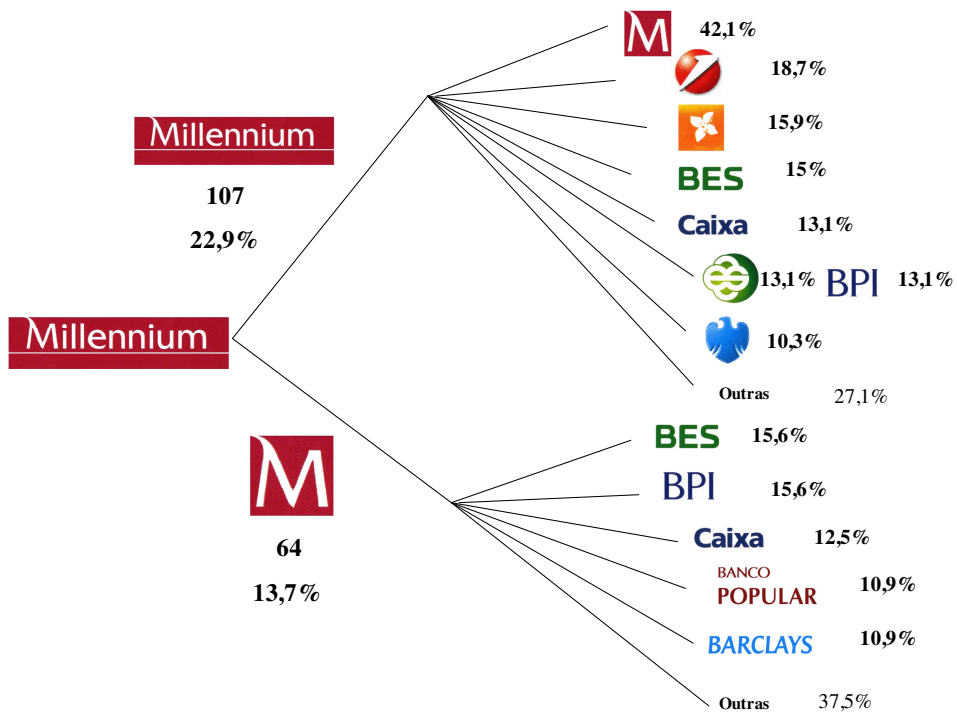 M 42,1%
18,7%
15,9%
Millennium
BES 15%
107
Caixa 13,1%
22,9%
13,1% BPI 13,1%
Millennium
10,3%
Outras 27,1%
BES 15,6%
M
BPI 15,6%
Caixa 12,5%
64
BANCO
POPULAR 10,9%
13,7%
BARCLAYS 10,9%
Outras 37,5%